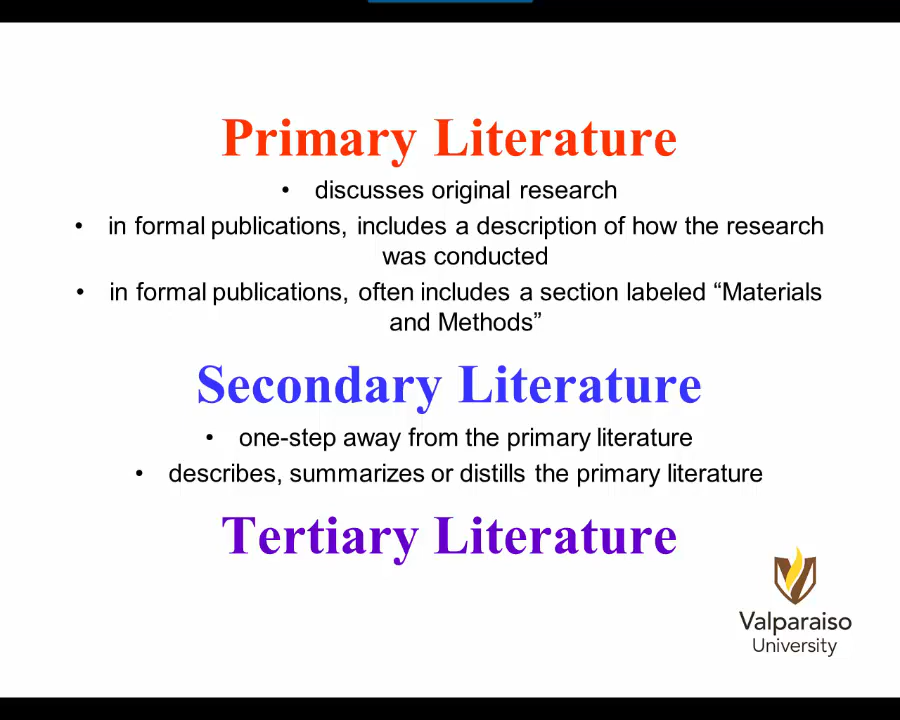 Primary Literature
• discusses original research
• in formal publications, includes a description of how the research
was conducted
• in formal publications, often includes a section labeled “Materials
and Methods”
Secondary Literature
• one-step away from the primary literature
• describes, summarizes or distills the primary literature
Tertiary Literature
Valparaiso
University